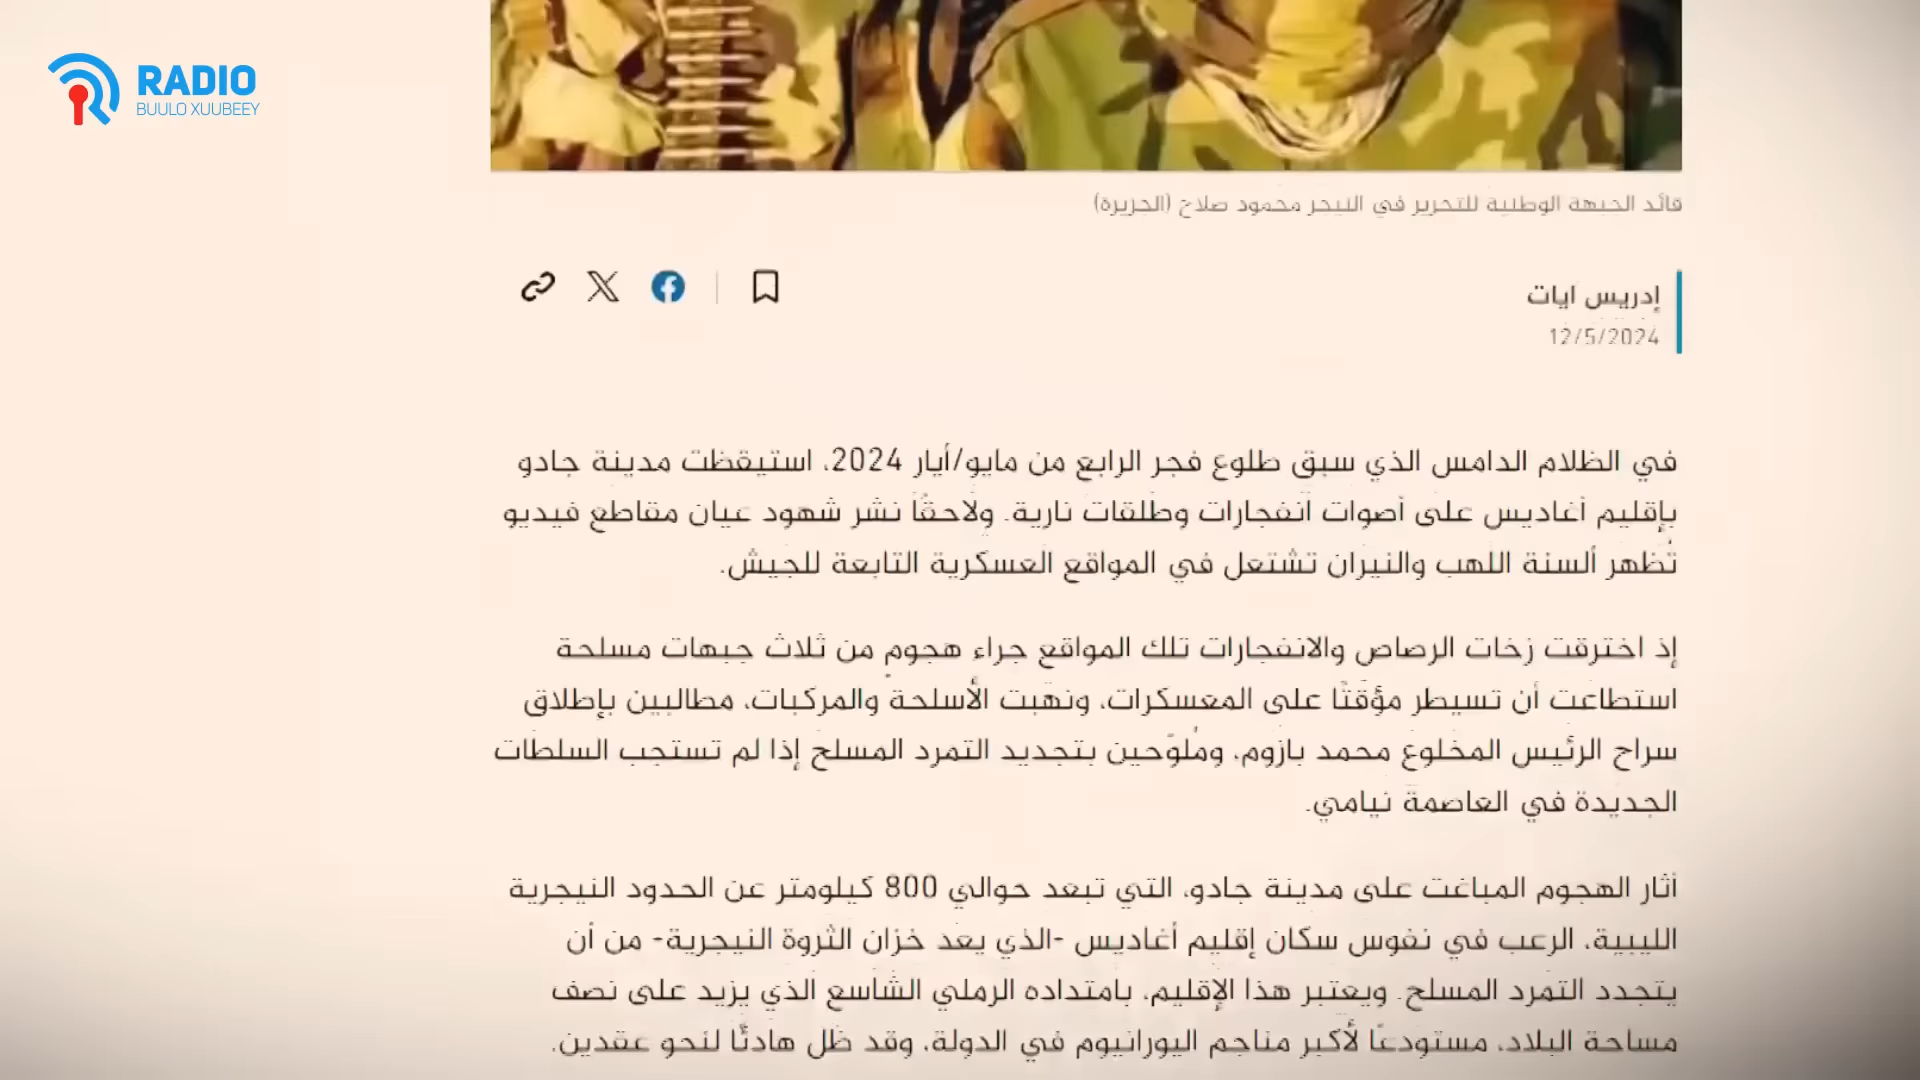 RADIO
BUULO XUUBEEY
قائد الجبهة الوطنية للتحرير في النيجر محمود صلاح (الجزيرة)
إدريس آيات
12/5/2024
في الظلام الدامس الذي سبق طلوع فجر الرابع من مايو/أيار 2024، استيقظت مدينة جادو
بإقليم أغاديس على أصوات انفجارات وطلقات نارية. ولاحقًا نشر شهود عيان مقاطع فيديو
تُظهر ألسنة اللهب والنيران تشتعل في المواقع العسكرية التابعة للجيش.
إذ اخترقت زخات الرصاص والانفجارات تلك المواقع جراء هجومٍ من ثلاث جبهات مسلحة
استطاعت أن تسيطر مؤقتًا على المعسكرات، ونهبت الأسلحة والمركبات، مطالبين بإطلاق
سراح الرئيس المخلوع محمد بازوم، ومُلوّحين بتجديد التمرد المسلح إذا لم تستجب السلطات
الجديدة في العاصمة نيامي.
أثار الهجوم المباغت على مدينة جادو، التي تبعد حوالي 800 كيلومتر عن الحدود النيجرية
الليبية، الرعب في نفوس سكان إقليم أغاديس -الذي يعد خزان الثروة النيجرية- من أن
يتجدد التمرد المسلح. ويعتبر هذا الإقليم، بامتداده الرملي الشاسع الذي يزيد على نصف
مساحة البلاد، مستودعًا لأكبر مناجم اليورانيوم في الدولة، وقد ظل هادئًا لنحو عقدين.